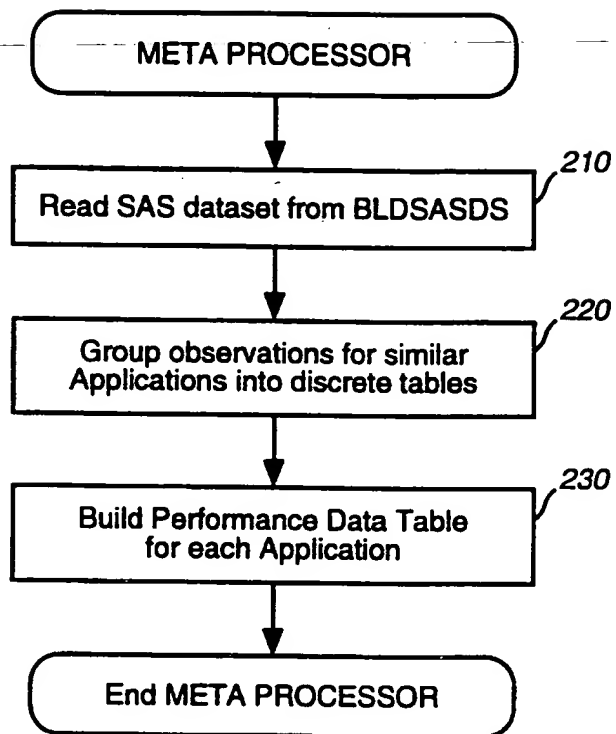 META PROCESSOR
210
Read SAS dataset from BLDSASDS
220
Group observations for similar
Applications into discrete tables
230
Build Performance Data Table
for each Application
End META PROCESSOR